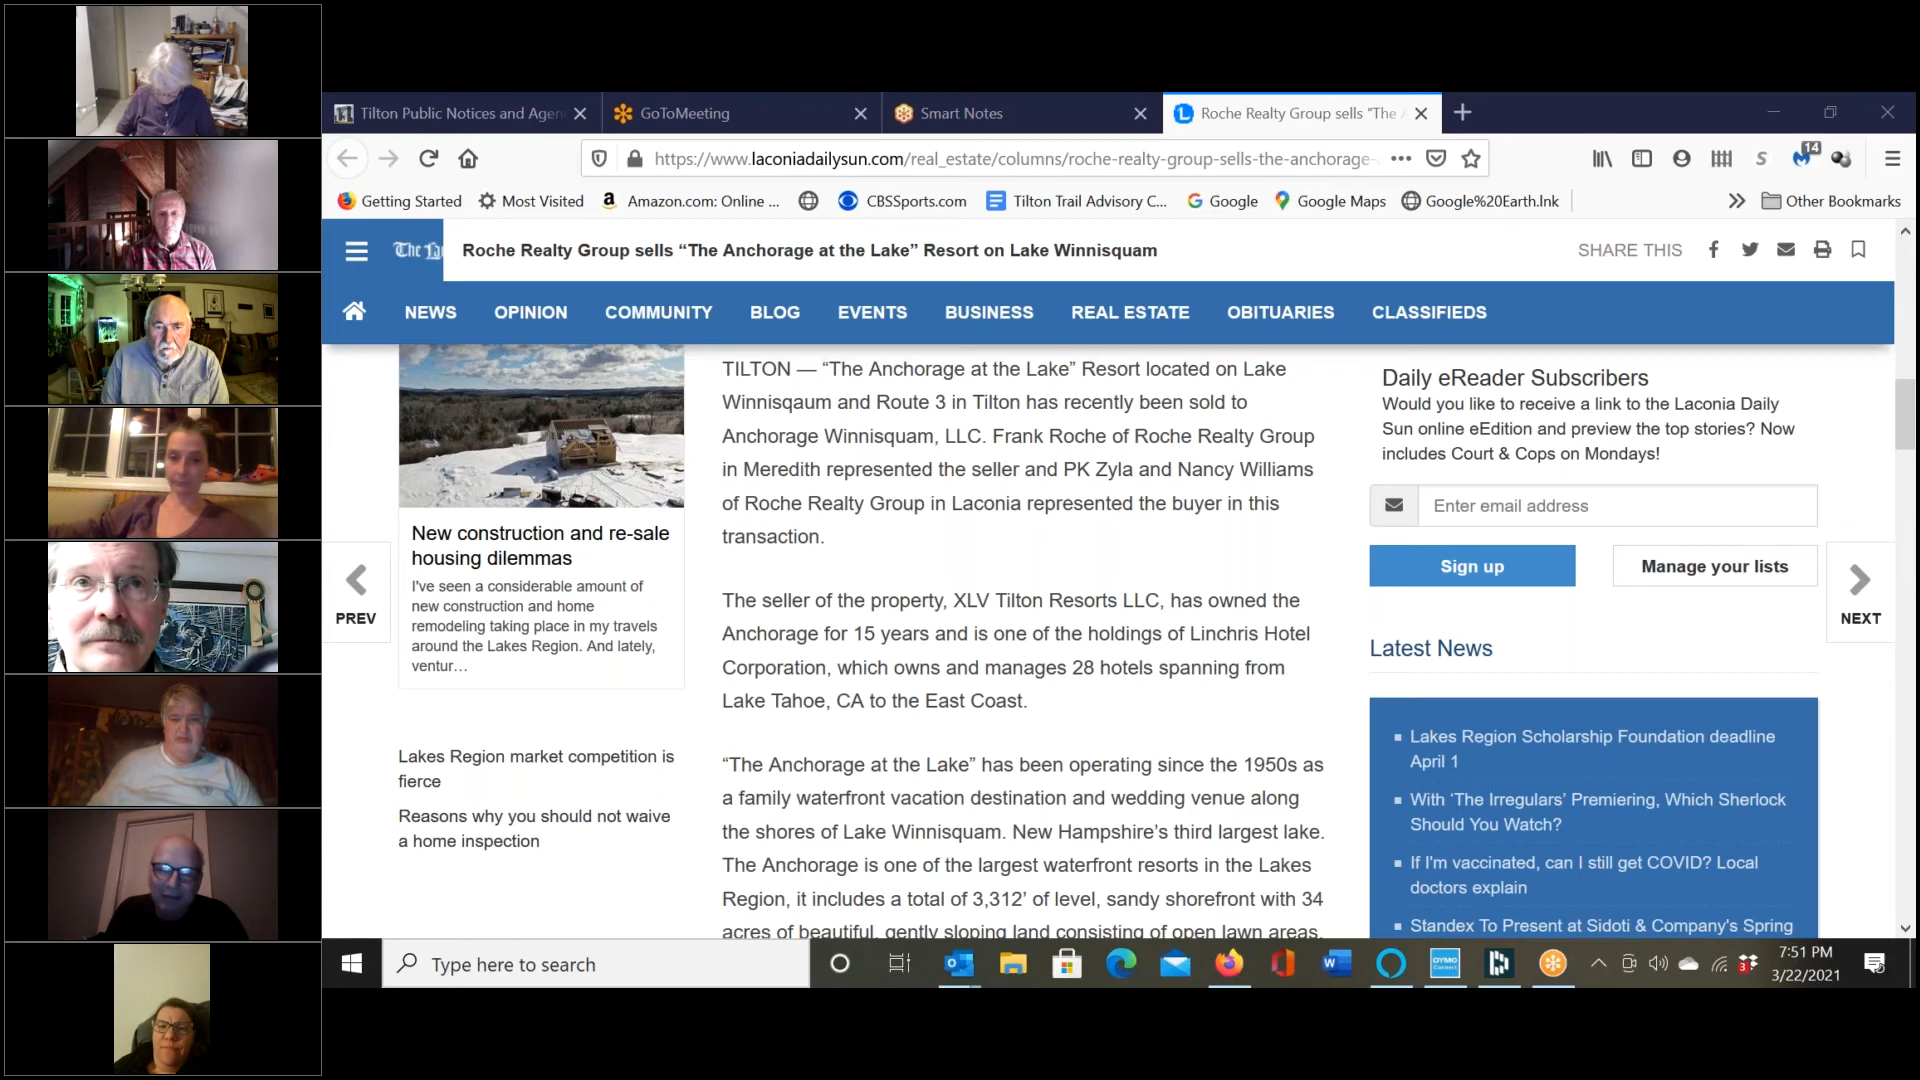 Tilton Public Notices and Agen
GoToMeeting
Smart Notes
Roche Realty Group sells “The A
https://www.laconiadailysun.com/real_estate/columns/roche-realty-group-sells-the-anchorage-
14
Getting Started
Most Visited
Amazon.com: Online ...
CBSSports.com
Tilton Trail Advisory C...
Google
Google Maps
Google%20Earth.lnk
Other Bookmarks
The La
Roche Realty Group sells “The Anchorage at the Lake” Resort on Lake Winnisquam
SHARE THIS
NEWS
OPINION
COMMUNITY
BLOG
EVENTS
BUSINESS
REAL ESTATE
OBITUARIES
CLASSIFIEDS
PREV
New construction and re-sale
housing dilemmas
I've seen a considerable amount of
new construction and home
remodeling taking place in my travels
around the Lakes Region. And lately,
ventur…
Lakes Region market competition is
fierce
Reasons why you should not waive
a home inspection
TILTON — “The Anchorage at the Lake” Resort located on Lake
Winnisqaum and Route 3 in Tilton has recently been sold to
Anchorage Winnisquam, LLC. Frank Roche of Roche Realty Group
in Meredith represented the seller and PK Zyla and Nancy Williams
of Roche Realty Group in Laconia represented the buyer in this
transaction.
The seller of the property, XLV Tilton Resorts LLC, has owned the
Anchorage for 15 years and is one of the holdings of Linchris Hotel
Corporation, which owns and manages 28 hotels spanning from
Lake Tahoe, CA to the East Coast.
“The Anchorage at the Lake” has been operating since the 1950s as
a family waterfront vacation destination and wedding venue along
the shores of Lake Winnisquam. New Hampshire’s third largest lake.
The Anchorage is one of the largest waterfront resorts in the Lakes
Region, it includes a total of 3,312’ of level, sandy shorefront with 34
acres of beautiful, gently sloping land consisting of open lawn areas,
Daily eReader Subscribers
Would you like to receive a link to the Laconia Daily
Sun online eEdition and preview the top stories? Now
includes Court & Cops on Mondays!
Enter email address
Sign up
Manage your lists
NEXT
Latest News
Lakes Region Scholarship Foundation deadline
April 1
With ‘The Irregulars’ Premiering, Which Sherlock
Should You Watch?
If I'm vaccinated, can I still get COVID? Local
doctors explain
Standex To Present at Sidoti & Company's Spring
Type here to search
DYMO
3
7:51 PM
3/22/2021